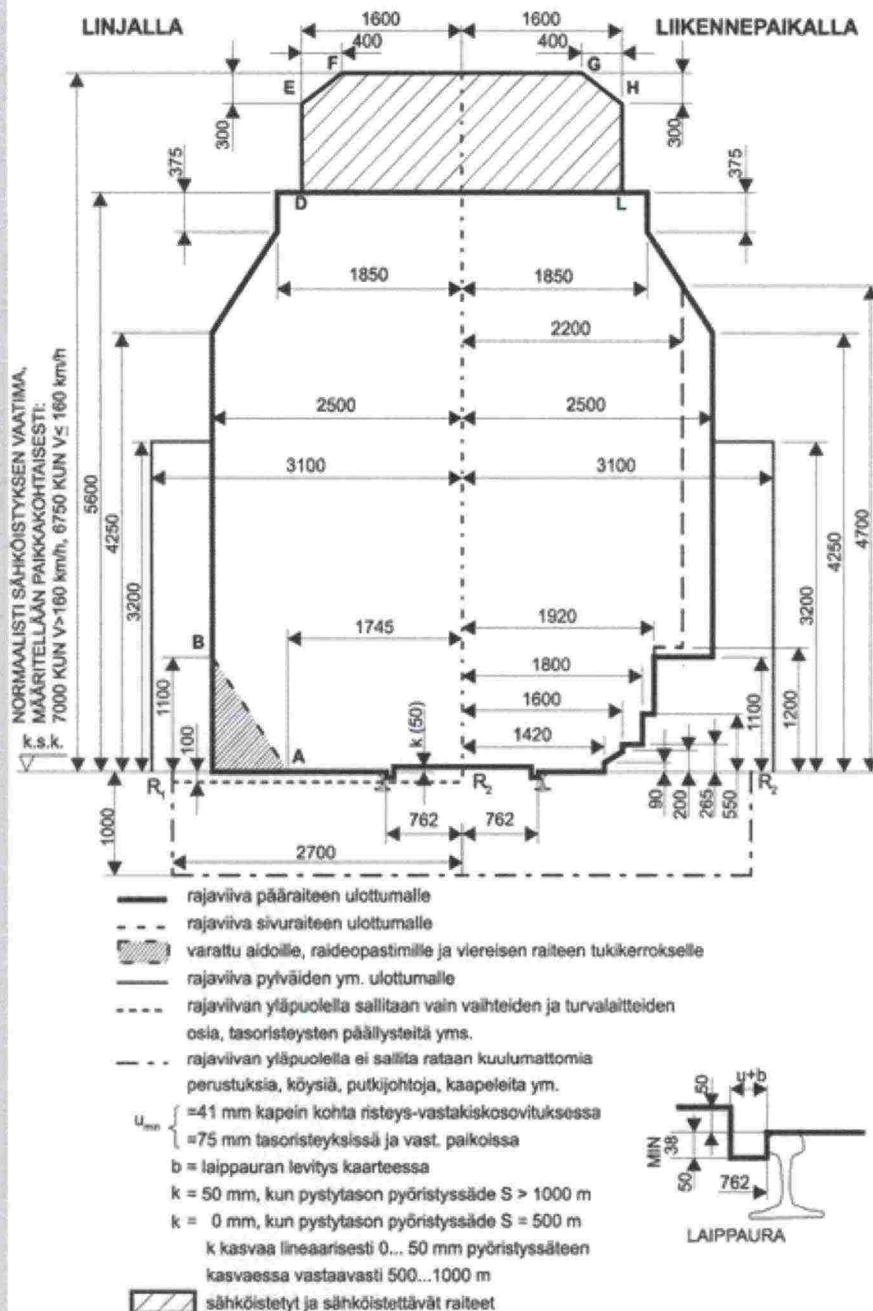 LINJALLA
LIIKENNEPAIKALLA
1600 1600
400 400
F G
E H
300 300
375 375
D L
1850 1850
2200
2500 2500
3100 3100
NORMAALISTI SÄHKÖISTYKSEN VAATIMA,
MÄÄRITELLÄÄN PAIKKAKOHTAISESTI:
7000 KUN V>160 km/h, 6750 KUN V≤ 160 km/h
5600
4250
3200
4700
4250
3200
1745
1920
1800
1600
1420
B
1100
100
A
k (50)
k.s.k.
1100
1200
R1 R2 R2
90
200
265
550
1000
762 762
2700
rajaviiva pääraiteen ulottumalle
rajaviiva sivuraiteen ulottumalle
varattu aidoille, raideopastimille ja viereisen raiteen tukikerrokselle
rajaviiva pylväiden ym. ulottumalle
rajaviivan yläpuolella sallitaan vain vaihteiden ja turvalaitteiden
osia, tasoristeysten päällysteitä yms.
rajaviivan yläpuolella ei sallita rataan kuulumattomia
perustuksia, köysiä, putkijohtoja, kaapeleita ym.
umin =41 mm kapein kohta risteys-vastakiskosovituksessa
=75 mm tasoristeyksissä ja vast. paikoissa
b = laippauran levitys kaarteessa
k = 50 mm, kun pystytason pyöristyssäde S > 1000 m
k = 0 mm, kun pystytason pyöristyssäde S = 500 m
k kasvaa lineaarisesti 0... 50 mm pyöristyssäteen
kasvaessa vastaavasti 500...1000 m
sähköistetyt ja sähköistettävät raiteet
50
u+b
MIN
38
50
762
LAIPPAURA